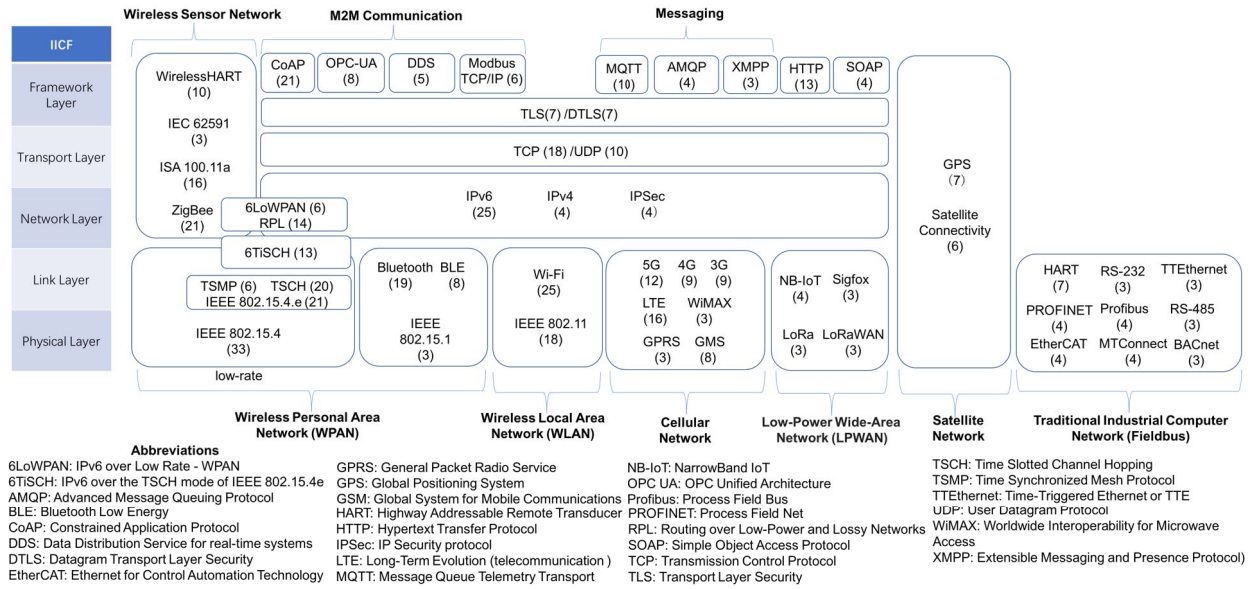 Wireless Sensor Network
M2M Communication
Messaging
IICF
Framework
Layer
Transport Layer
Network Layer
Link Layer
Physical Layer
WirelessHART
(10)
IEC 62591
(3)
ISA 100.11a
(16)
ZigBee
(21)
CoAP
(21)
OPC-UA
(8)
DDS
(5)
Modbus
TCP/IP (6)
MQTT
(10)
AMQP
(4)
XMPP
(3)
HTTP
(13)
SOAP
(4)
TLS(7) /DTLS(7)
TCP (18) /UDP (10)
IPv6
(25)
IPv4
(4)
IPSec
(4)
6LoWPAN (6)
RPL (14)
6TiSCH (13)
TSMP (6) TSCH (20)
IEEE 802.15.4.e (21)
IEEE 802.15.4
(33)
low-rate
Bluetooth BLE
(19) (8)
IEEE
802.15.1
(3)
Wi-Fi
(25)
IEEE 802.11
(18)
5G 4G 3G
(12) (9) (9)
LTE WiMAX
(16) (3)
GPRS GMS
(3) (8)
NB-IoT Sigfox
(4) (3)
LoRa LoRaWAN
(3) (3)
GPS
(7)
Satellite
Connectivity
(6)
HART RS-232 TTEthernet
(7) (3) (3)
PROFINET Profibus RS-485
(4) (4) (3)
EtherCAT MTConnect BACnet
(4) (4) (3)
Wireless Personal Area
Network (WPAN)
Wireless Local Area
Network (WLAN)
Cellular
Network
Low-Power Wide-Area
Network (LPWAN)
Satellite
Network
Traditional Industrial Computer
Network (Fieldbus)
Abbreviations
6LoWPAN: IPv6 over Low Rate - WPAN
6TiSCH: IPv6 over the TSCH mode of IEEE 802.15.4e
AMQP: Advanced Message Queuing Protocol
BLE: Bluetooth Low Energy
CoAP: Constrained Application Protocol
DDS: Data Distribution Service for real-time systems
DTLS: Datagram Transport Layer Security
EtherCAT: Ethernet for Control Automation Technology
GPRS: General Packet Radio Service
GPS: Global Positioning System
GSM: Global System for Mobile Communications
HART: Highway Addressable Remote Transducer
HTTP: Hypertext Transfer Protocol
IPSec: IP Security protocol
LTE: Long-Term Evolution (telecommunication )
MQTT: Message Queue Telemetry Transport
NB-IoT: NarrowBand IoT
OPC UA: OPC Unified Architecture
Profibus: Process Field Bus
PROFINET: Process Field Net
RPL: Routing over Low-Power and Lossy Networks
SOAP: Simple Object Access Protocol
TCP: Transmission Control Protocol
TLS: Transport Layer Security
TSCH: Time Slotted Channel Hopping
TSMP: Time Synchronized Mesh Protocol
TTEthernet: Time-Triggered Ethernet or TTE
UDP: User Datagram Protocol
WiMAX: Worldwide Interoperability for Microwave
Access
XMPP: Extensible Messaging and Presence Protocol)